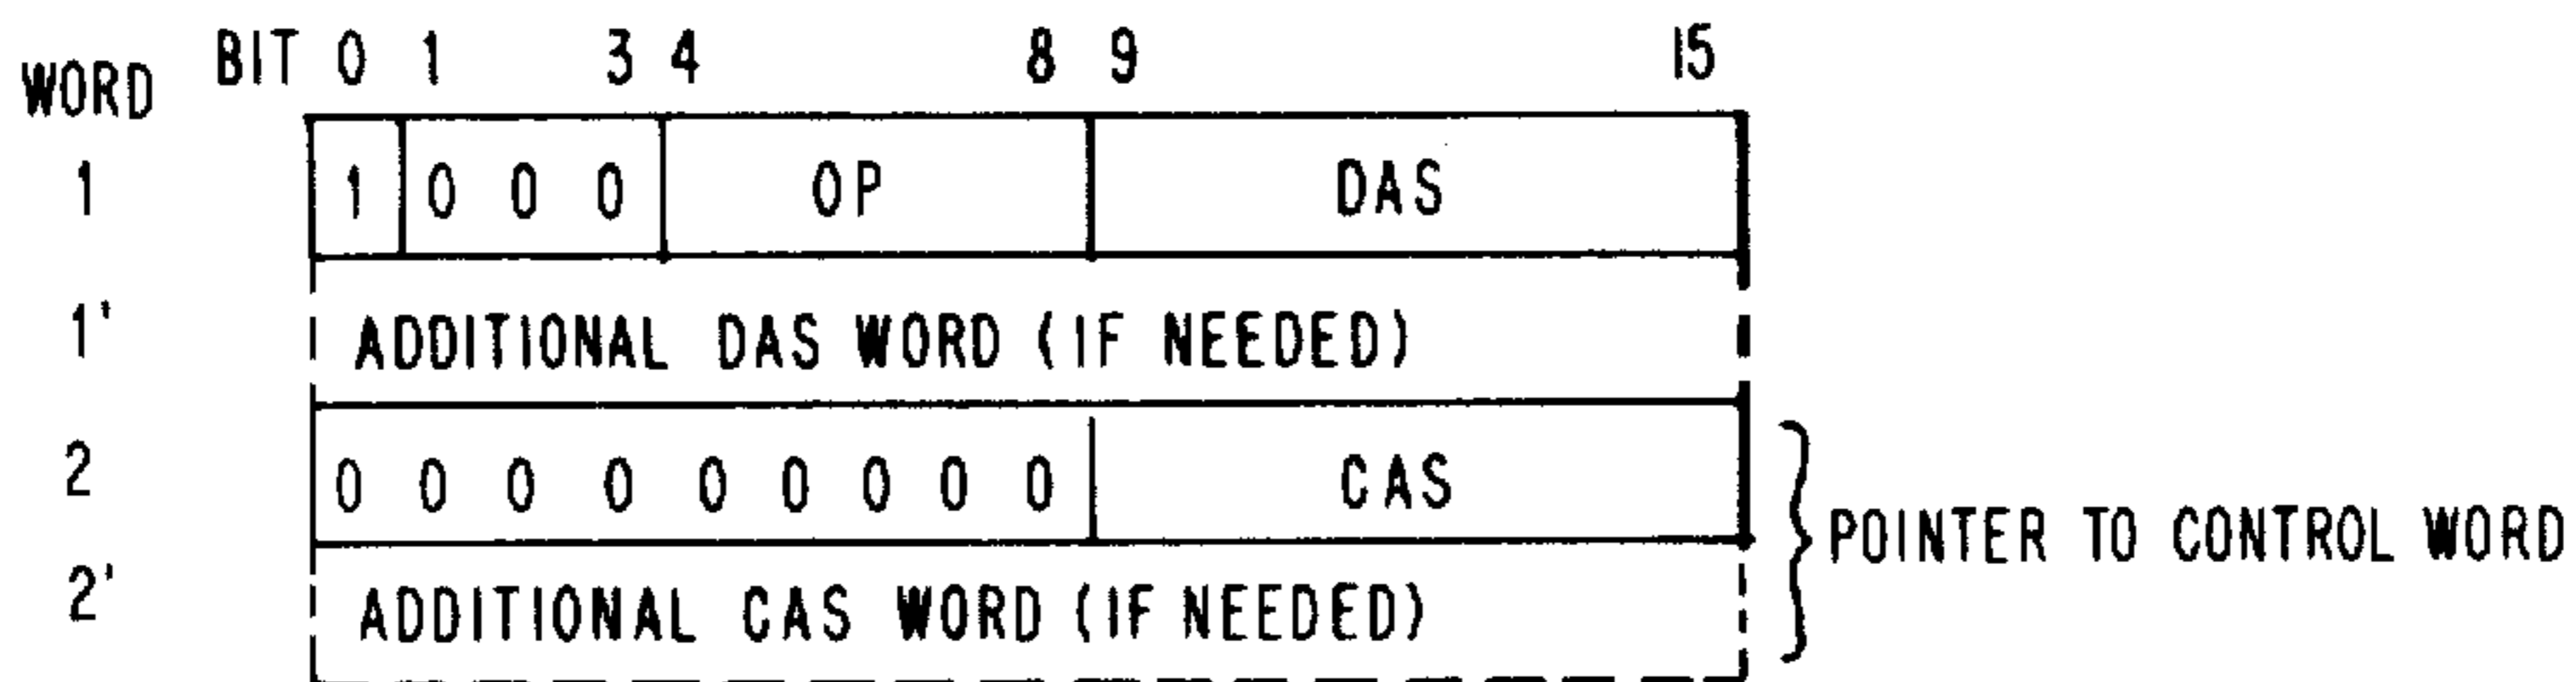 BIT 0 1 3 4 8 9 15
WORD
1 1 0 0 0 OP DAS
1' ADDITIONAL DAS WORD (IF NEEDED)
2 0 0 0 0 0 0 0 0 0 CAS
POINTER TO CONTROL WORD
2' ADDITIONAL CAS WORD (IF NEEDED)